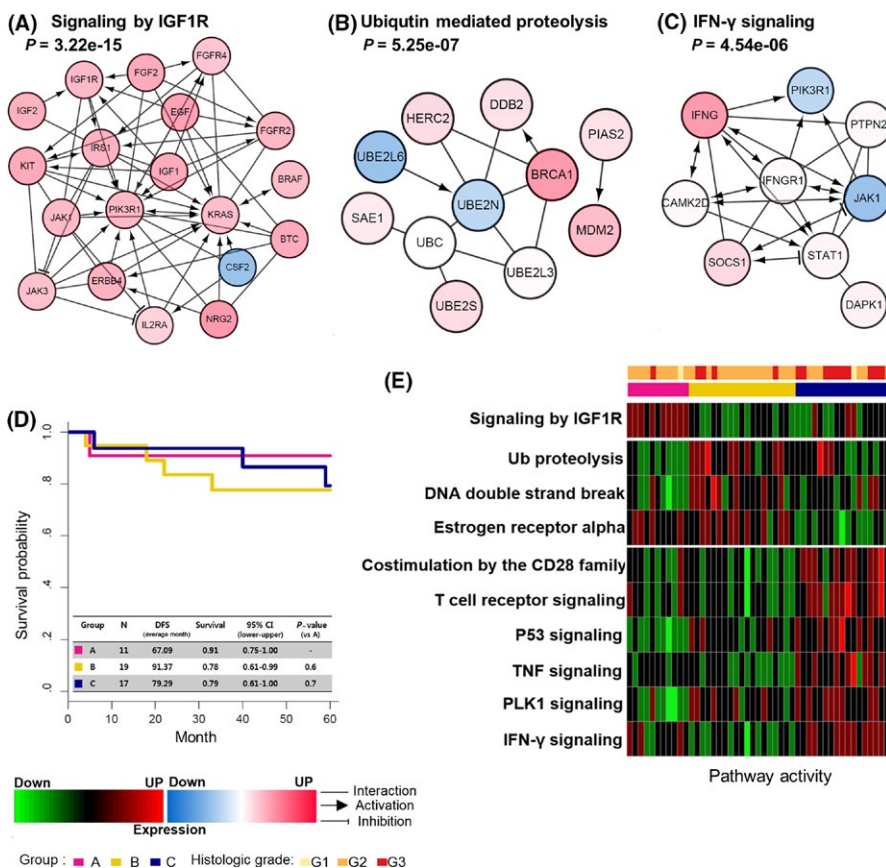 (A) Signaling by IGF1R
P = 3.22e-15
FGFR4
IGF1R
FGF2
IGF2
EGF
FGFR2
IRS1
KIT
IGF1
BRAF
JAK1
PIK3R1
KRAS
BTC
CSF2
JAK3
ERBB4
IL2RA
NRG2
(B) Ubiqutin mediated proteolysis
P = 5.25e-07
DDB2
HERC2
PIAS2
UBE2L6
BRCA1
UBE2N
SAE1
MDM2
UBC
UBE2L3
UBE2S
(C) IFN-γ signaling
P = 4.54e-06
PIK3R1
IFNG
PTPN2
IFNGR1
CAMK2D
JAK1
SOCS1
STAT1
DAPK1
(D)
Survival probability
1.0
.8
.6
.4
.2
.0
Group N DFS (average month) Survival 95% CI (lower-upper) P-value (vs A)
A 11 67.09 0.91 0.75-1.00 -
B 19 91.37 0.78 0.61-0.99 0.6
C 17 79.29 0.79 0.61-1.00 0.7
0 10 20 30 40 50 60
Month
(E)
Signaling by IGF1R
Ub proteolysis
DNA double strand break
Estrogen receptor alpha
Costimulation by the CD28 family
T cell receptor signaling
P53 signaling
TNF signaling
PLK1 signaling
IFN-γ signaling
Pathway activity
Down UP Down UP
Expression
Interaction
Activation
Inhibition
Group : A B C Histologic grade: G1 G2 G3